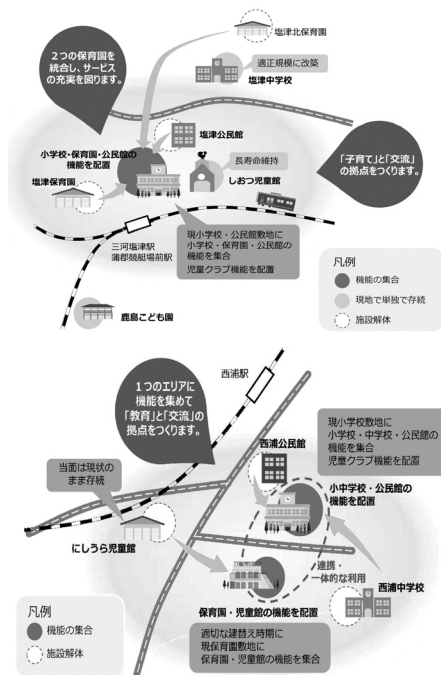 塩津北保育園
2つの保育園を
統合し、サービス
の充実を図ります。
適正規模に改築
塩津中学校
塩津公民館
小学校・保育園・公民館の
機能を配置
長寿命維持
「子育て」と「交流」
の拠点をつくります。
塩津保育園
しおつ児童館
現小学校・公民館敷地に
小学校・保育園・公民館の
機能を集合
児童クラブ機能を配置
三河塩津駅
蒲郡競艇場前駅
凡例
機能の集合
現地で単独で存続
施設解体
鹿島こども園
西浦駅
1つのエリアに
機能を集めて
「教育」と「交流」の
拠点をつくります。
現小学校敷地に
小学校・中学校・公民館の
機能を集合
児童クラブ機能を配置
西浦公民館
当面は現状の
まま存続
小中学校・公民館の
機能を配置
にしうら児童館
連携・
一体的な利用
西浦中学校
保育園・児童館の機能を配置
凡例
機能の集合
施設解体
適切な建替え時期に
現保育園敷地に
保育園・児童館の機能を集合